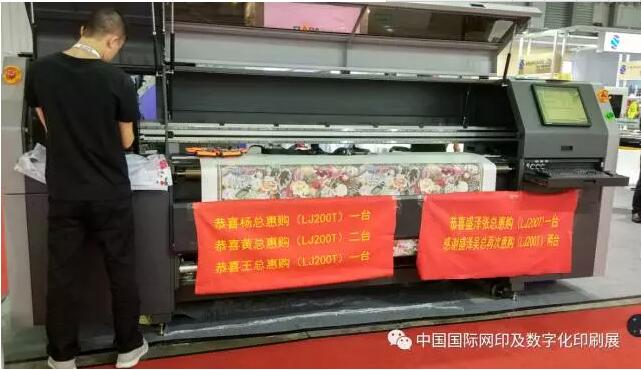 恭喜杨总惠购（LJ200T）一台
恭喜黄总惠购（LJ200T）二台
恭喜王总惠购（LJ200T）一台
恭喜盛泽张总惠购(LJ200T)一台
感谢盛泽吴总再次惠购(LJ200T)两台
中国国际网印及数字化印刷展